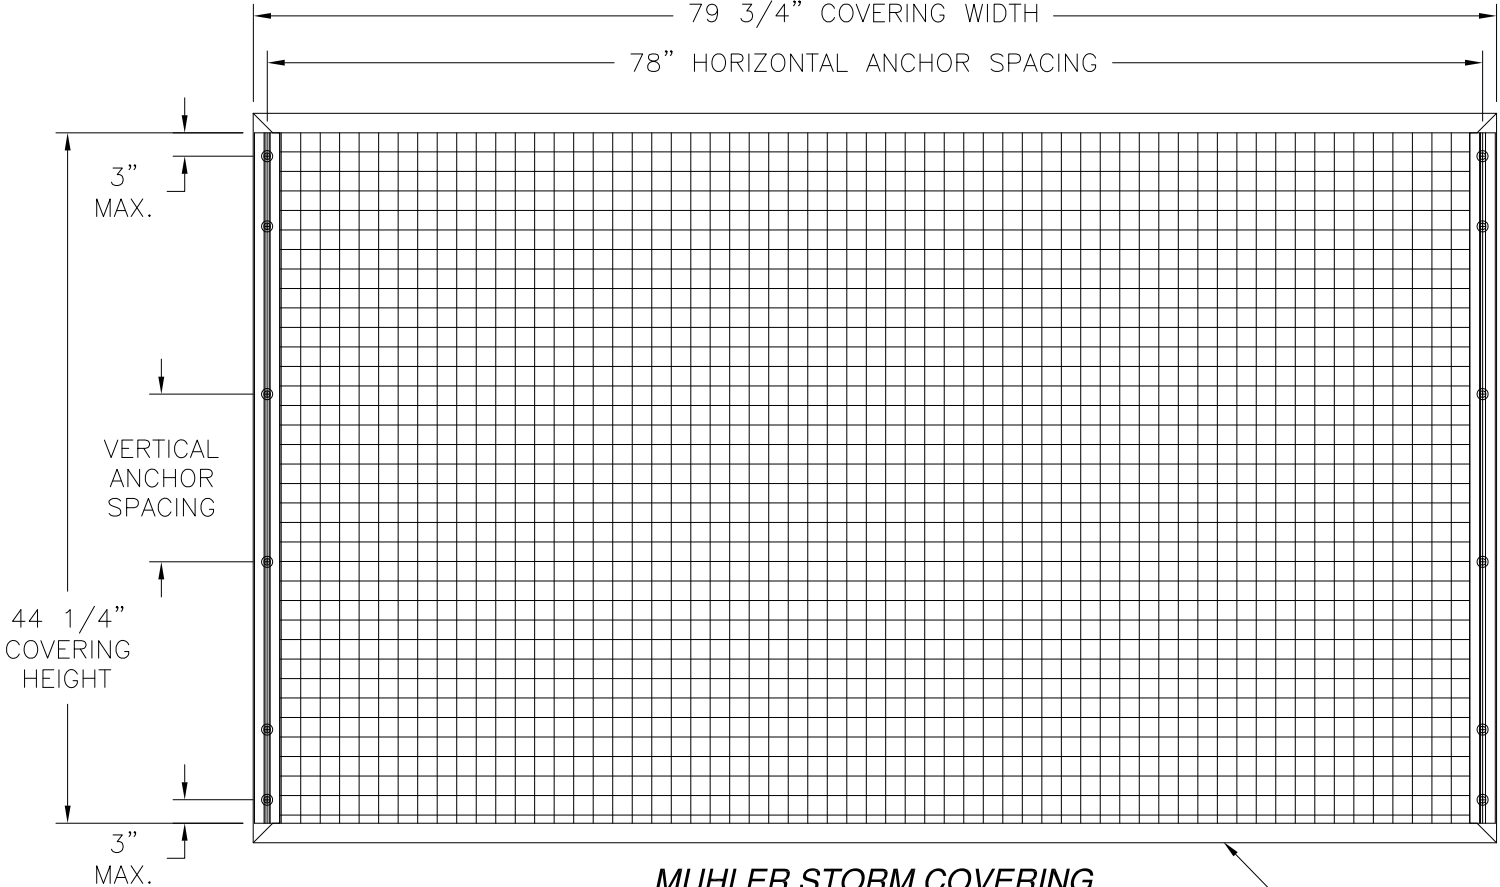 79 3/4” COVERING WIDTH
78” HORIZONTAL ANCHOR SPACING
3”
MAX.
VERTICAL
ANCHOR
SPACING
44 1/4”
COVERING
HEIGHT
3”
MAX.
MUHLER STORM COVERING